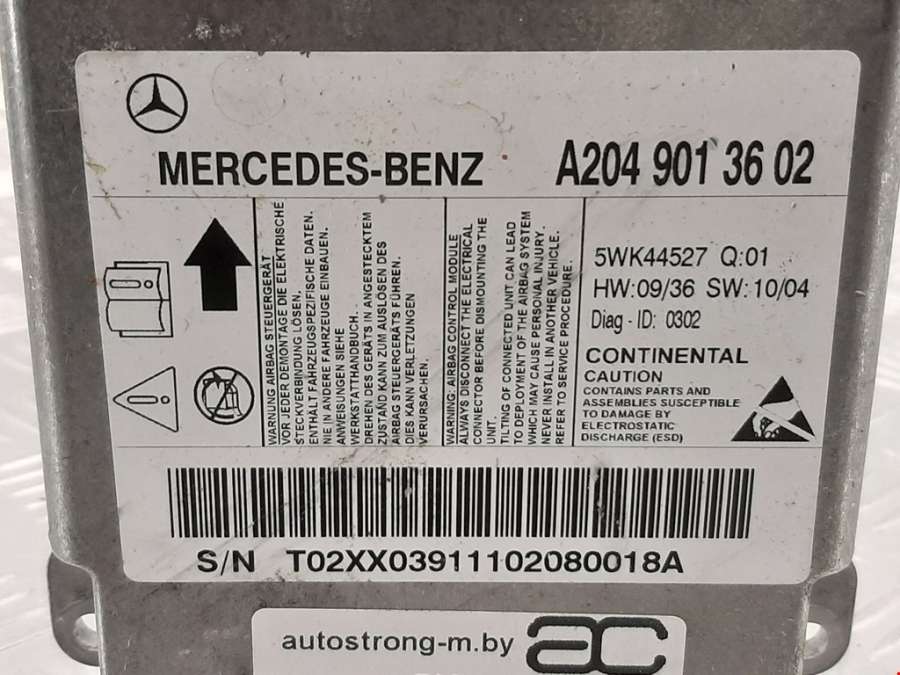 MERCEDES-BENZ A204 901 36 02
WARNUNG AIRBAG STEUERGERÄT
VOR JEDER DEMONTAGE DIE ELEKTRISCHE
STECKVERBINDUNG LÖSEN.
ENTHÄLT FAHRZEUGSPEZIFISCHE DATEN.
NIE IN ANDERE FAHRZEUGE EINBAUEN.
ANWEISUNGEN SIEHE
WERKSTATTHANDBUCH.
DREHEN DES GERÄTS IN ANGESTECKTEM
ZUSTAND KANN ZUM AUSLÖSEN DES
AIRBAG STEUERGERÄTS FÜHREN.
DIES KANN VERLETZUNGEN
VERURSACHEN.
WARNING: AIRBAG CONTROL MODULE
ALWAYS DISCONNECT THE ELECTRICAL
CONNECTOR BEFORE DISMOUNTING THE
UNIT.
TILTING OF CONNECTED UNIT CAN LEAD
TO DEPLOYMENT OF THE AIRBAG SYSTEM
WHICH MAY CAUSE PERSONAL INJURY.
NEVER INSTALL IN ANOTHER VEHICLE.
REFER TO SERVICE PROCEDURE.
5WK44527 Q:01
HW:09/36 SW:10/04
Diag - ID: 0302
CONTINENTAL
CAUTION
CONTAINS PARTS AND
ASSEMBLIES SUSCEPTIBLE
TO DAMAGE BY
ELECTROSTATIC
DISCHARGE (ESD)
S/N T02XX03911102080018A
autostrong-m.by ac